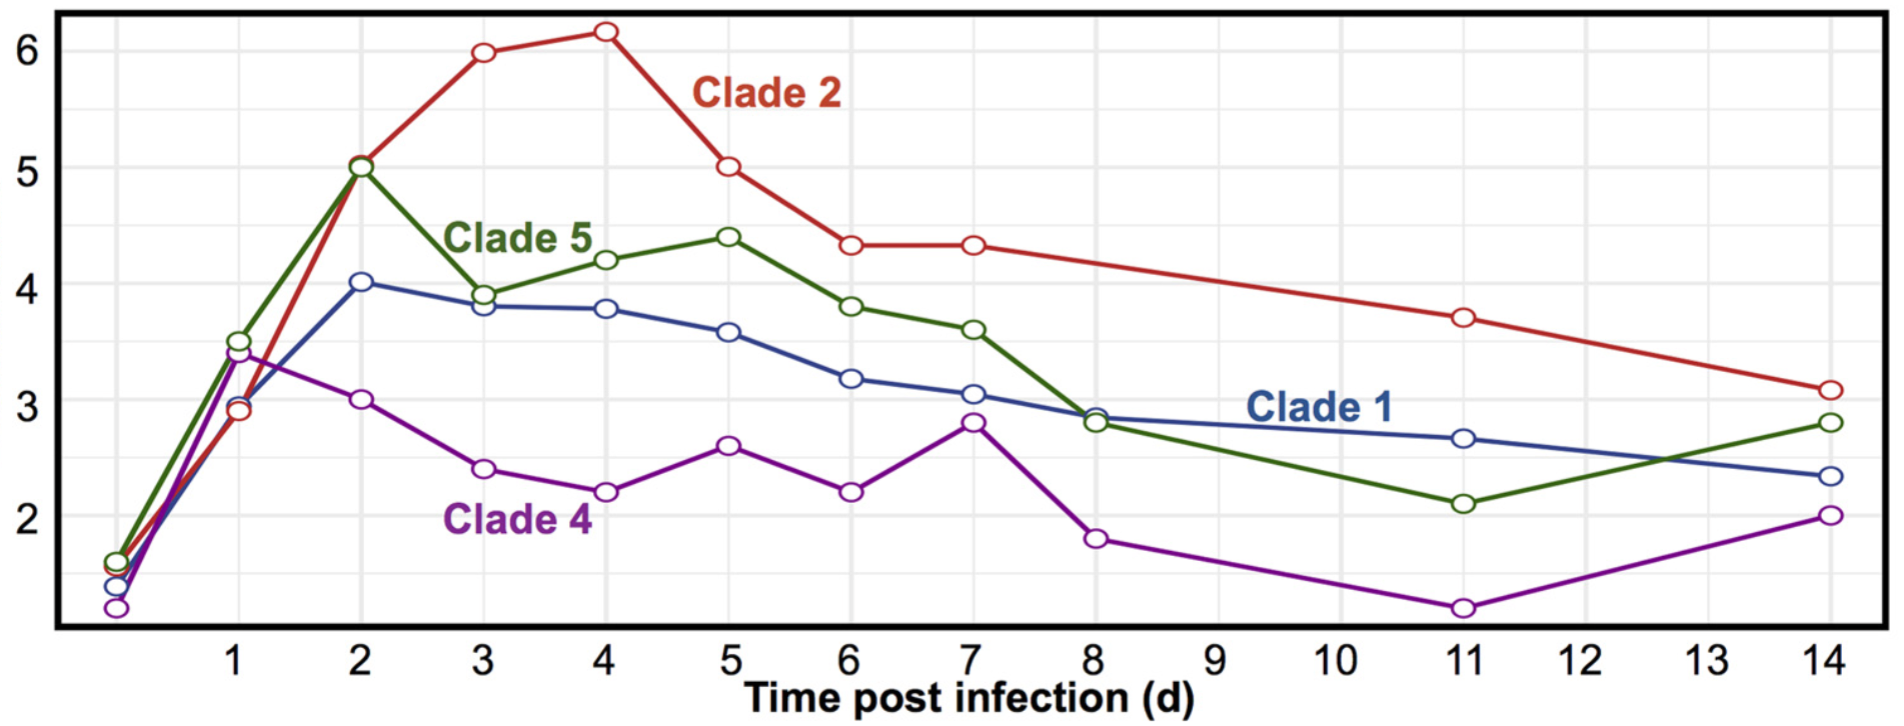 6
Clade 2
5
Clade 5
4
3
Clade 1
2
Clade 4
1 2 3 4 5 6 7 8 9 10 11 12 13 14
Time post infection (d)